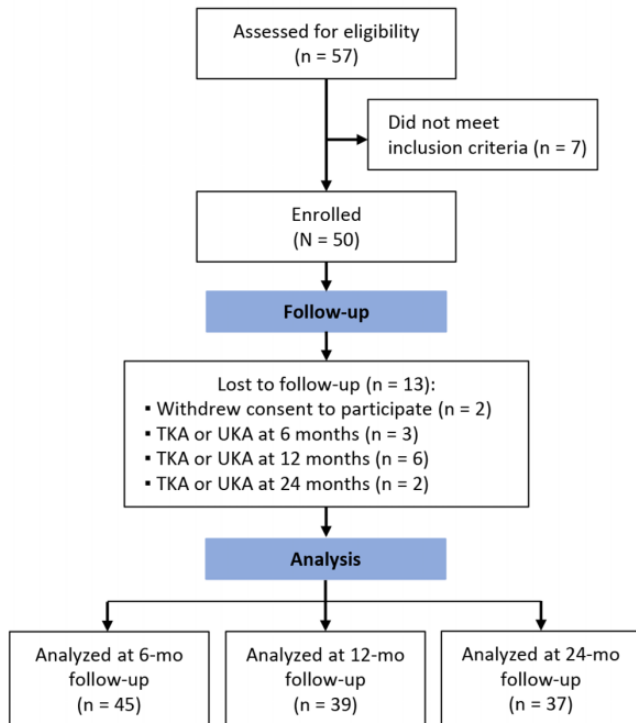 Assessed for eligibility
(n = 57)
Did not meet
inclusion criteria (n = 7)
Enrolled
(N = 50)
Follow-up
Lost to follow-up (n = 13):
▪ Withdrew consent to participate (n = 2)
▪ TKA or UKA at 6 months (n = 3)
▪ TKA or UKA at 12 months (n = 6)
▪ TKA or UKA at 24 months (n = 2)
Analysis
Analyzed at 6-mo
follow-up
(n = 45)
Analyzed at 12-mo
follow-up
(n = 39)
Analyzed at 24-mo
follow-up
(n = 37)